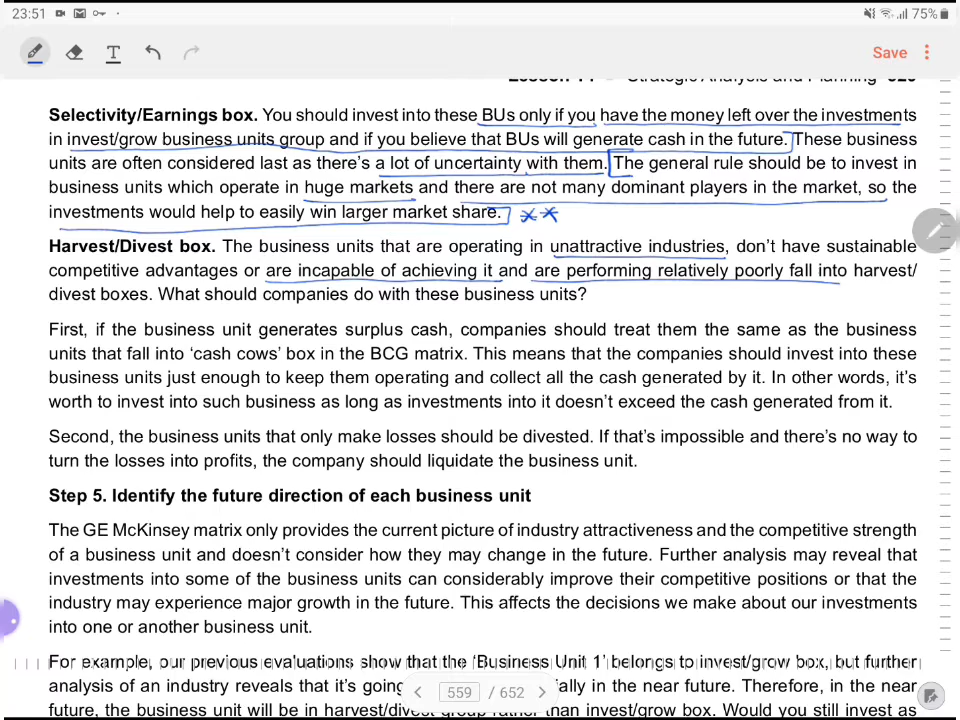 23:51
75%
T
Save
Lesson 14 Strategic Analysis and Planning
Selectivity/Earnings box. You should invest into these BUs only if you have the money left over the investments
in invest/grow business units group and if you believe that BUs will generate cash in the future. These business
units are often considered last as there's a lot of uncertainty with them. The general rule should be to invest in
business units which operate in huge markets and there are not many dominant players in the market, so the
investments would help to easily win larger market share.
Harvest/Divest box. The business units that are operating in unattractive industries, don't have sustainable
competitive advantages or are incapable of achieving it and are performing relatively poorly fall into harvest/
divest boxes. What should companies do with these business units?
First, if the business unit generates surplus cash, companies should treat them the same as the business
units that fall into 'cash cows' box in the BCG matrix. This means that the companies should invest into these
business units just enough to keep them operating and collect all the cash generated by it. In other words, it's
worth to invest into such business as long as investments into it doesn't exceed the cash generated from it.
Second, the business units that only make losses should be divested. If that's impossible and there's no way to
turn the losses into profits, the company should liquidate the business unit.
Step 5. Identify the future direction of each business unit
The GE McKinsey matrix only provides the current picture of industry attractiveness and the competitive strength
of a business unit and doesn't consider how they may change in the future. Further analysis may reveal that
investments into some of the business units can considerably improve their competitive positions or that the
industry may experience major growth in the future. This affects the decisions we make about our investments
into one or another business unit.
For example, our previous evaluations show that the 'Business Unit 1' belongs to invest/grow box, but further
analysis of an industry reveals that it's going ially in the near future. Therefore, in the near
future, the business unit will be in harvest/divest group rather than invest/grow box. Would you still invest as
559 / 652